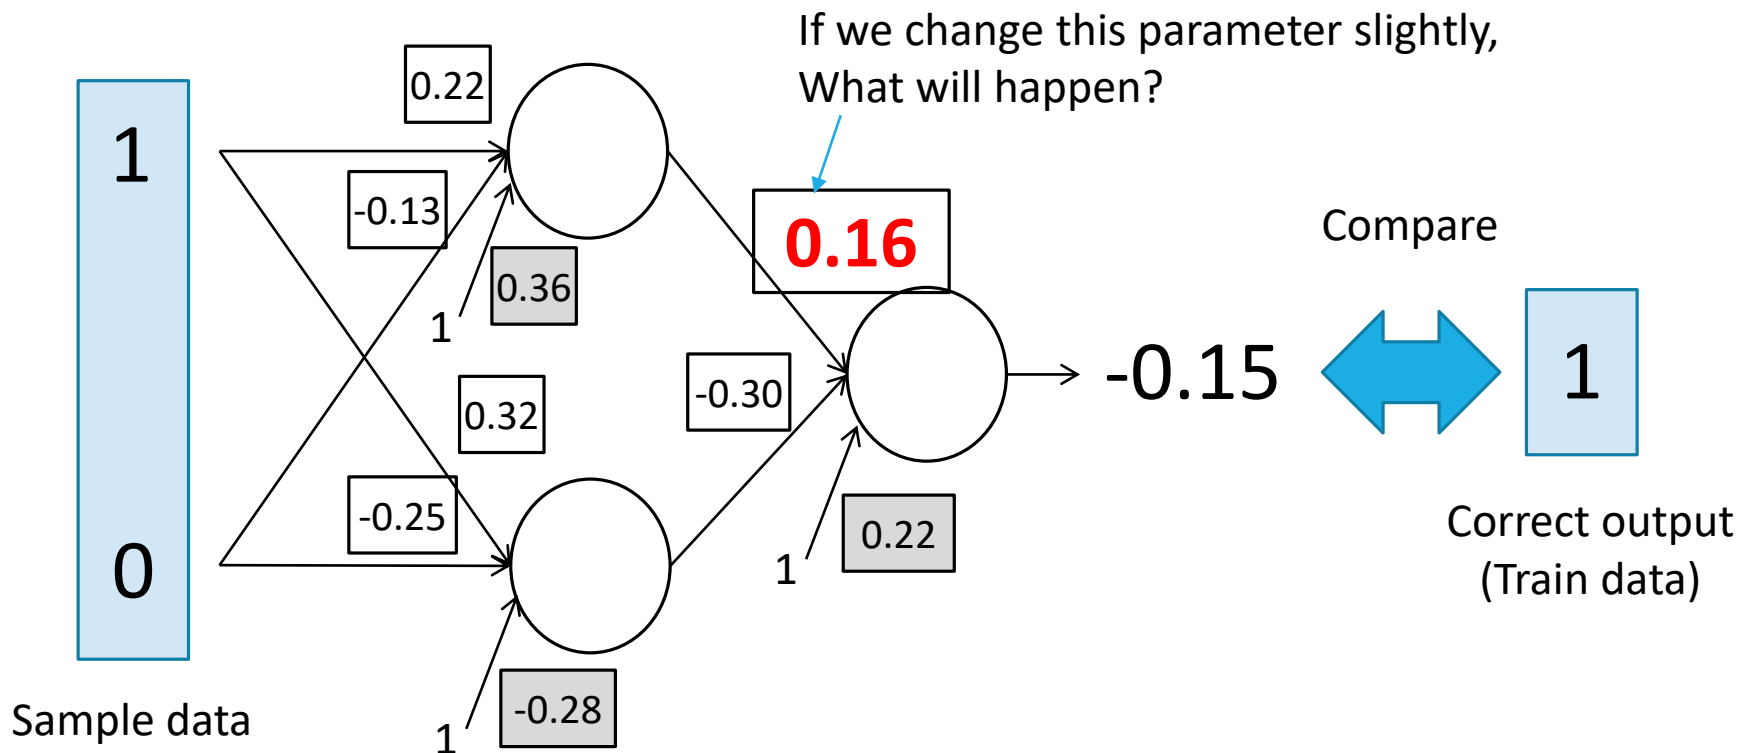 If we change this parameter slightly,
What will happen?
1
0
Sample data
0.22
-0.13
0.36
1
0.32
-0.25
1
-0.28
0.16
-0.30
1
0.22
-0.15
Compare
1
Correct output
(Train data)